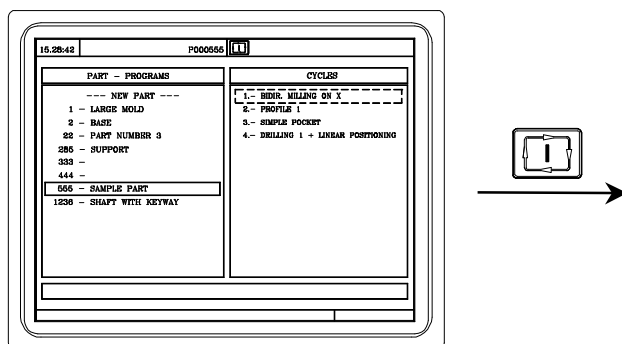 15.28:42 P000555
PART - PROGRAMS
--- NEW PART ---
1 - LARGE MOLD
2 - BASE
22 - PART NUMBER 3
285 - SUPPORT
333 -
444 -
555 - SAMPLE PART
1236 - SHAFT WITH KEYWAY
CYCLES
1.- BIDIR. MILLING ON X
2.- PROFILE 1
3.- SIMPLE POCKET
4.- DRILLING 1 + LINEAR POSITIONING